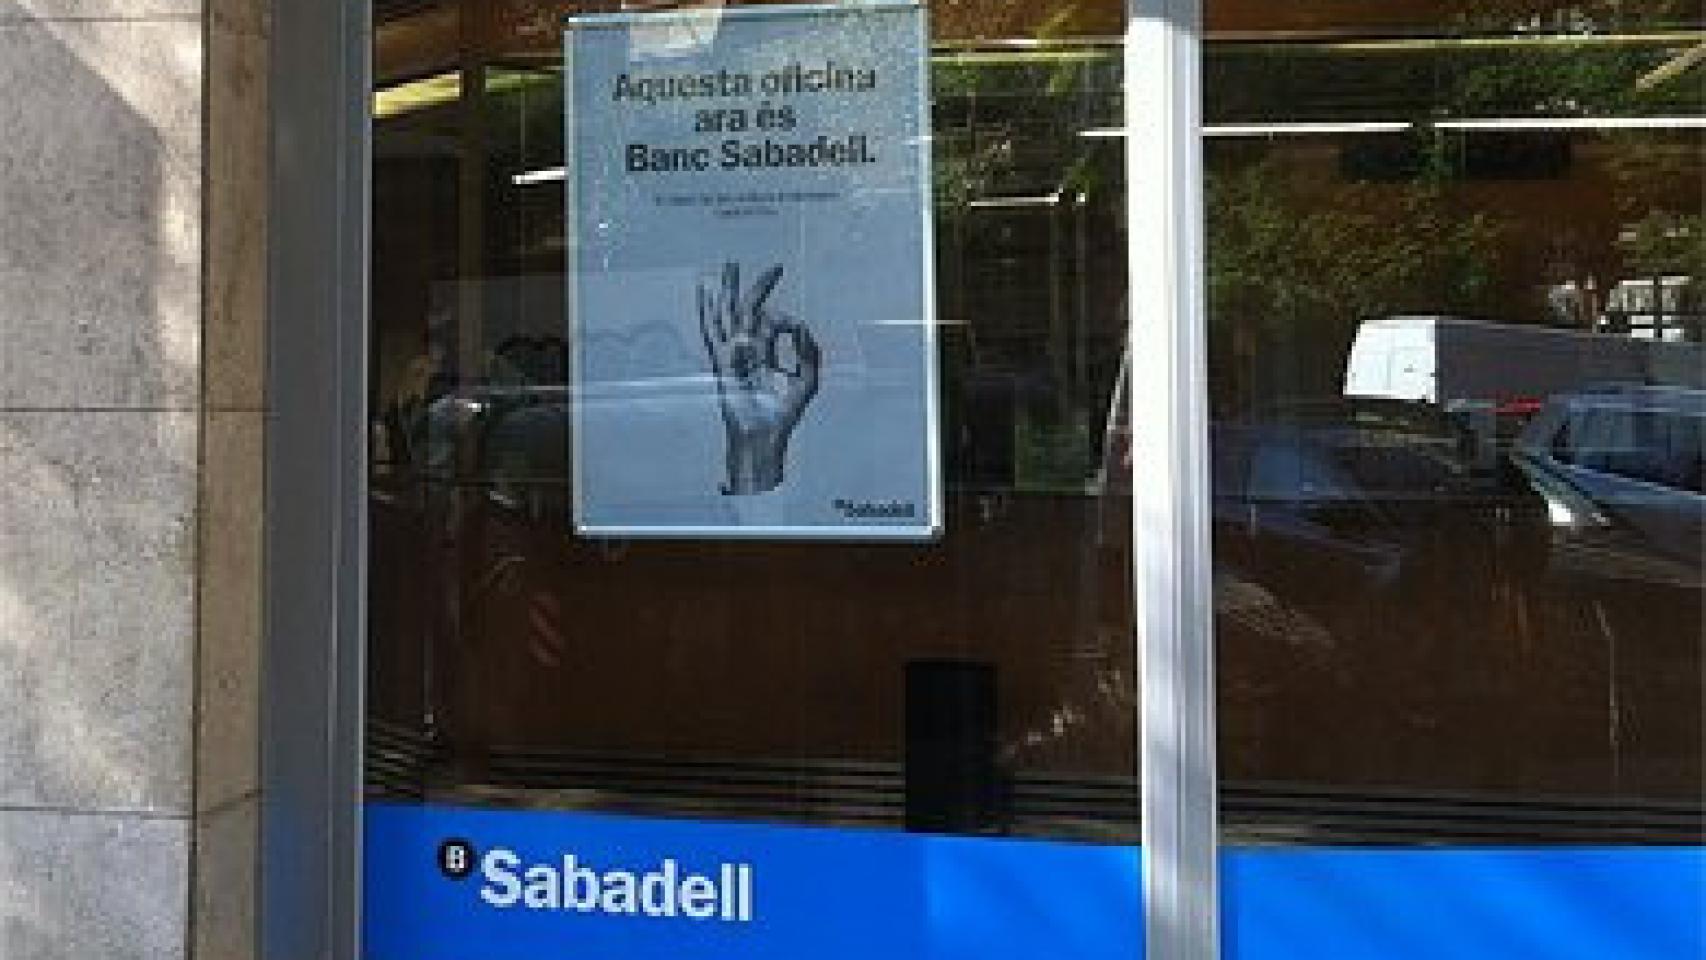 Aquesta oficina
ara és
Banc Sabadell.
B Sabadell
B Sabadell